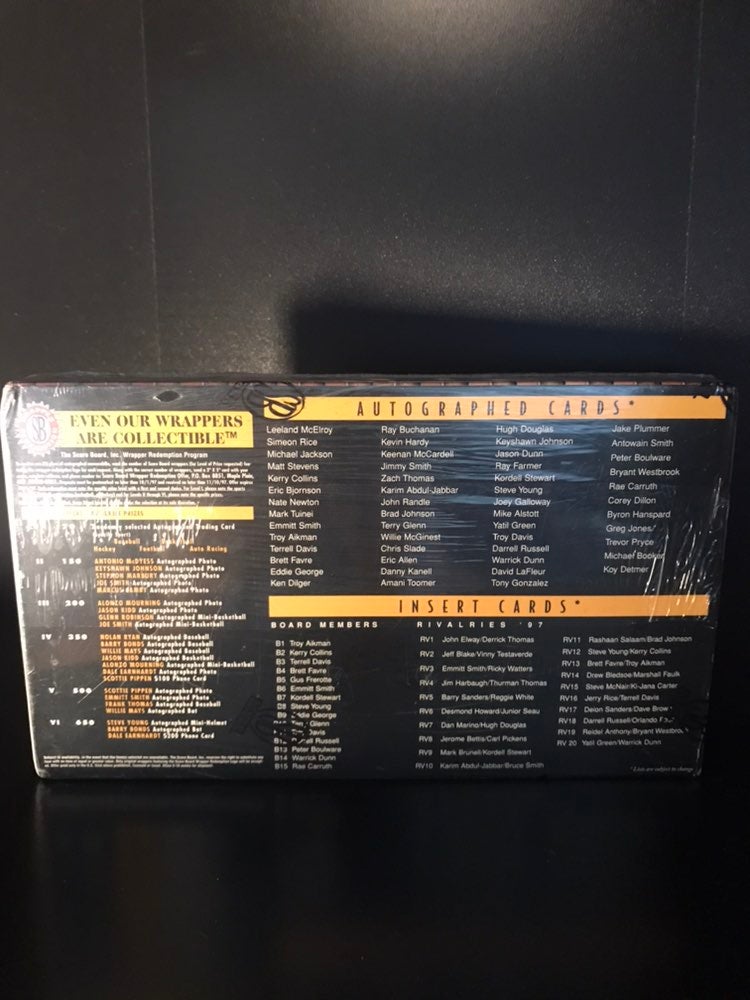 EVEN OUR WRAPPERS
ARE COLLECTIBLE™
The Score Board, Inc. Wrapper Redemption Program
Autographed Trading Card
Hockey Football Auto Racing
II 150 ANTONIO McDYESS Autographed Photo
KEYSHAWN JOHNSON Autographed Photo
STEPHON MARBURY Autographed Photo
JOE SMITH Autographed Photo
MARCUS CAMBY Autographed Photo
III 200 ALONZO MOURNING Autographed Photo
JASON KIDD Autographed Photo
GLENN ROBINSON Autographed Mini-Basketball
JOE SMITH Autographed Mini-Basketball
IV 350 NOLAN RYAN Autographed Baseball
BARRY BONDS Autographed Baseball
WILLIE MAYS Autographed Baseball
JASON KIDD Autographed Basketball
ALONZO MOURNING Autographed Mini-Basketball
DALE EARNHARDT Autographed Photo
SCOTTIE PIPPEN $100 Phone Card
V 500 SCOTTIE PIPPEN Autographed Photo
EMMITT SMITH Autographed Photo
FRANK THOMAS Autographed Baseball
WILLIE MAYS Autographed Bat
VI 650 STEVE YOUNG Autographed Mini-Helmet
BARRY BONDS Autographed Bat
DALE EARNHARDT $200 Phone Card
AUTOGRAPHED CARDS*
Leeland McElroy
Simeon Rice
Michael Jackson
Matt Stevens
Kerry Collins
Eric Bjornson
Nate Newton
Mark Tuinei
Emmitt Smith
Troy Aikman
Terrell Davis
Brett Favre
Eddie George
Ken Dilger
Ray Buchanan
Kevin Hardy
Keenan McCardell
Jimmy Smith
Zach Thomas
Karim Abdul-Jabbar
John Randle
Brad Johnson
Terry Glenn
Willie McGinest
Chris Slade
Eric Allen
Danny Kanell
Amani Toomer
Hugh Douglas
Keyshawn Johnson
Jason Dunn
Ray Farmer
Kordell Stewart
Steve Young
Joey Galloway
Mike Alstott
Yatil Green
Troy Davis
Darrell Russell
Warrick Dunn
David LaFleur
Tony Gonzalez
Jake Plummer
Antowain Smith
Peter Boulware
Bryant Westbrook
Rae Carruth
Corey Dillon
Byron Hanspard
Greg Jones
Trevor Pryce
Michael Booker
Koy Detmer
INSERT CARDS*
BOARD MEMBERS
B1 Troy Aikman
B2 Kerry Collins
B3 Terrell Davis
B4 Brett Favre
B5 Gus Frerotte
B6 Emmitt Smith
B7 Kordell Stewart
B8 Steve Young
B9 Eddie George
Glenn
Davis
Russell
B13 Peter Boulware
B14 Warrick Dunn
B15 Rae Carruth
RIVALRIES '97
RV1 John Elway/Derrick Thomas
RV2 Jeff Blake/Vinny Testaverde
RV3 Emmitt Smith/Ricky Watters
RV4 Jim Harbaugh/Thurman Thomas
RV5 Barry Sanders/Reggie White
RV6 Desmond Howard/Junior Seau
RV7 Dan Marino/Hugh Douglas
RV8 Jerome Bettis/Carl Pickens
RV9 Mark Brunell/Kordell Stewart
RV10 Karim Abdul-Jabbar/Bruce Smith
RV11 Rashaan Salaam/Brad Johnson
RV12 Steve Young/Kerry Collins
RV13 Brett Favre/Troy Aikman
RV14 Drew Bledsoe/Marshall Faulk
RV15 Steve McNair/Ki-Jana Carter
RV16 Jerry Rice/Terrell Davis
RV17 Deion Sanders/Dave Brown
RV18 Darrell Russell/Orlando
RV19 Reidel Anthony/Bryant Westbrook
RV 20 Yatil Green/Warrick Dunn
*Lists are subject to change